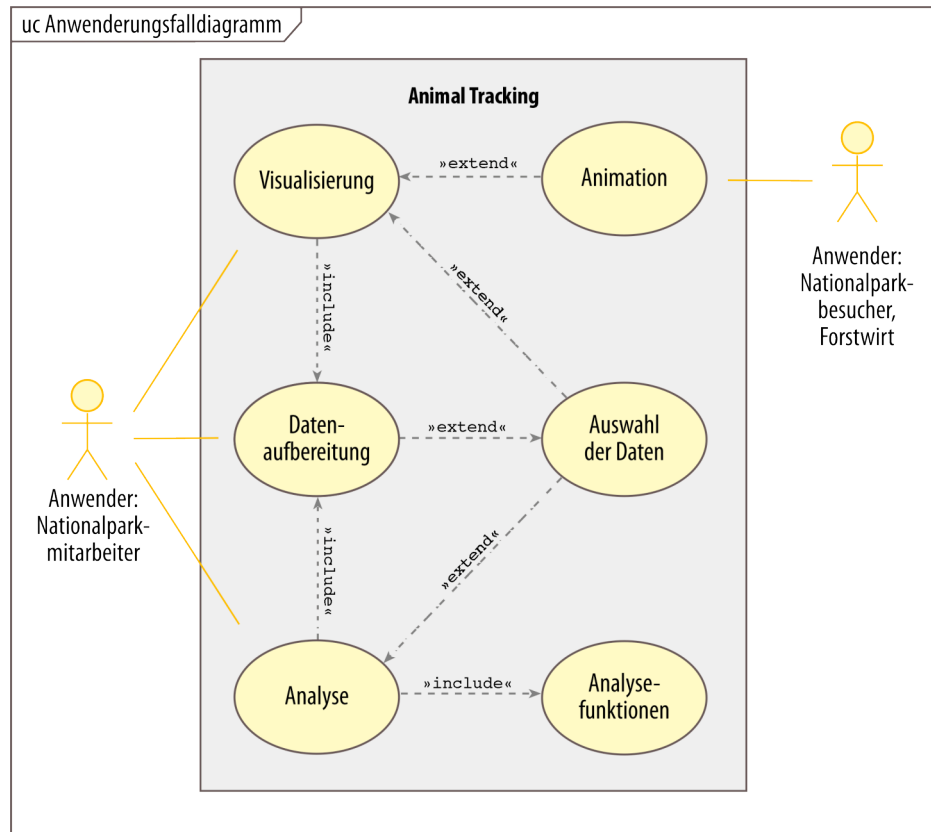 uc Anwenderungsfalldiagramm
Animal Tracking
Visualisierung
»extend«
Animation
Anwender:
Nationalpark-
besucher,
Forstwirt
»include«
»extend«
Anwender:
Nationalpark-
mitarbeiter
Daten-
aufbereitung
»extend«
Auswahl
der Daten
»include«
»extend«
Analyse
»include«
Analyse-
funktionen